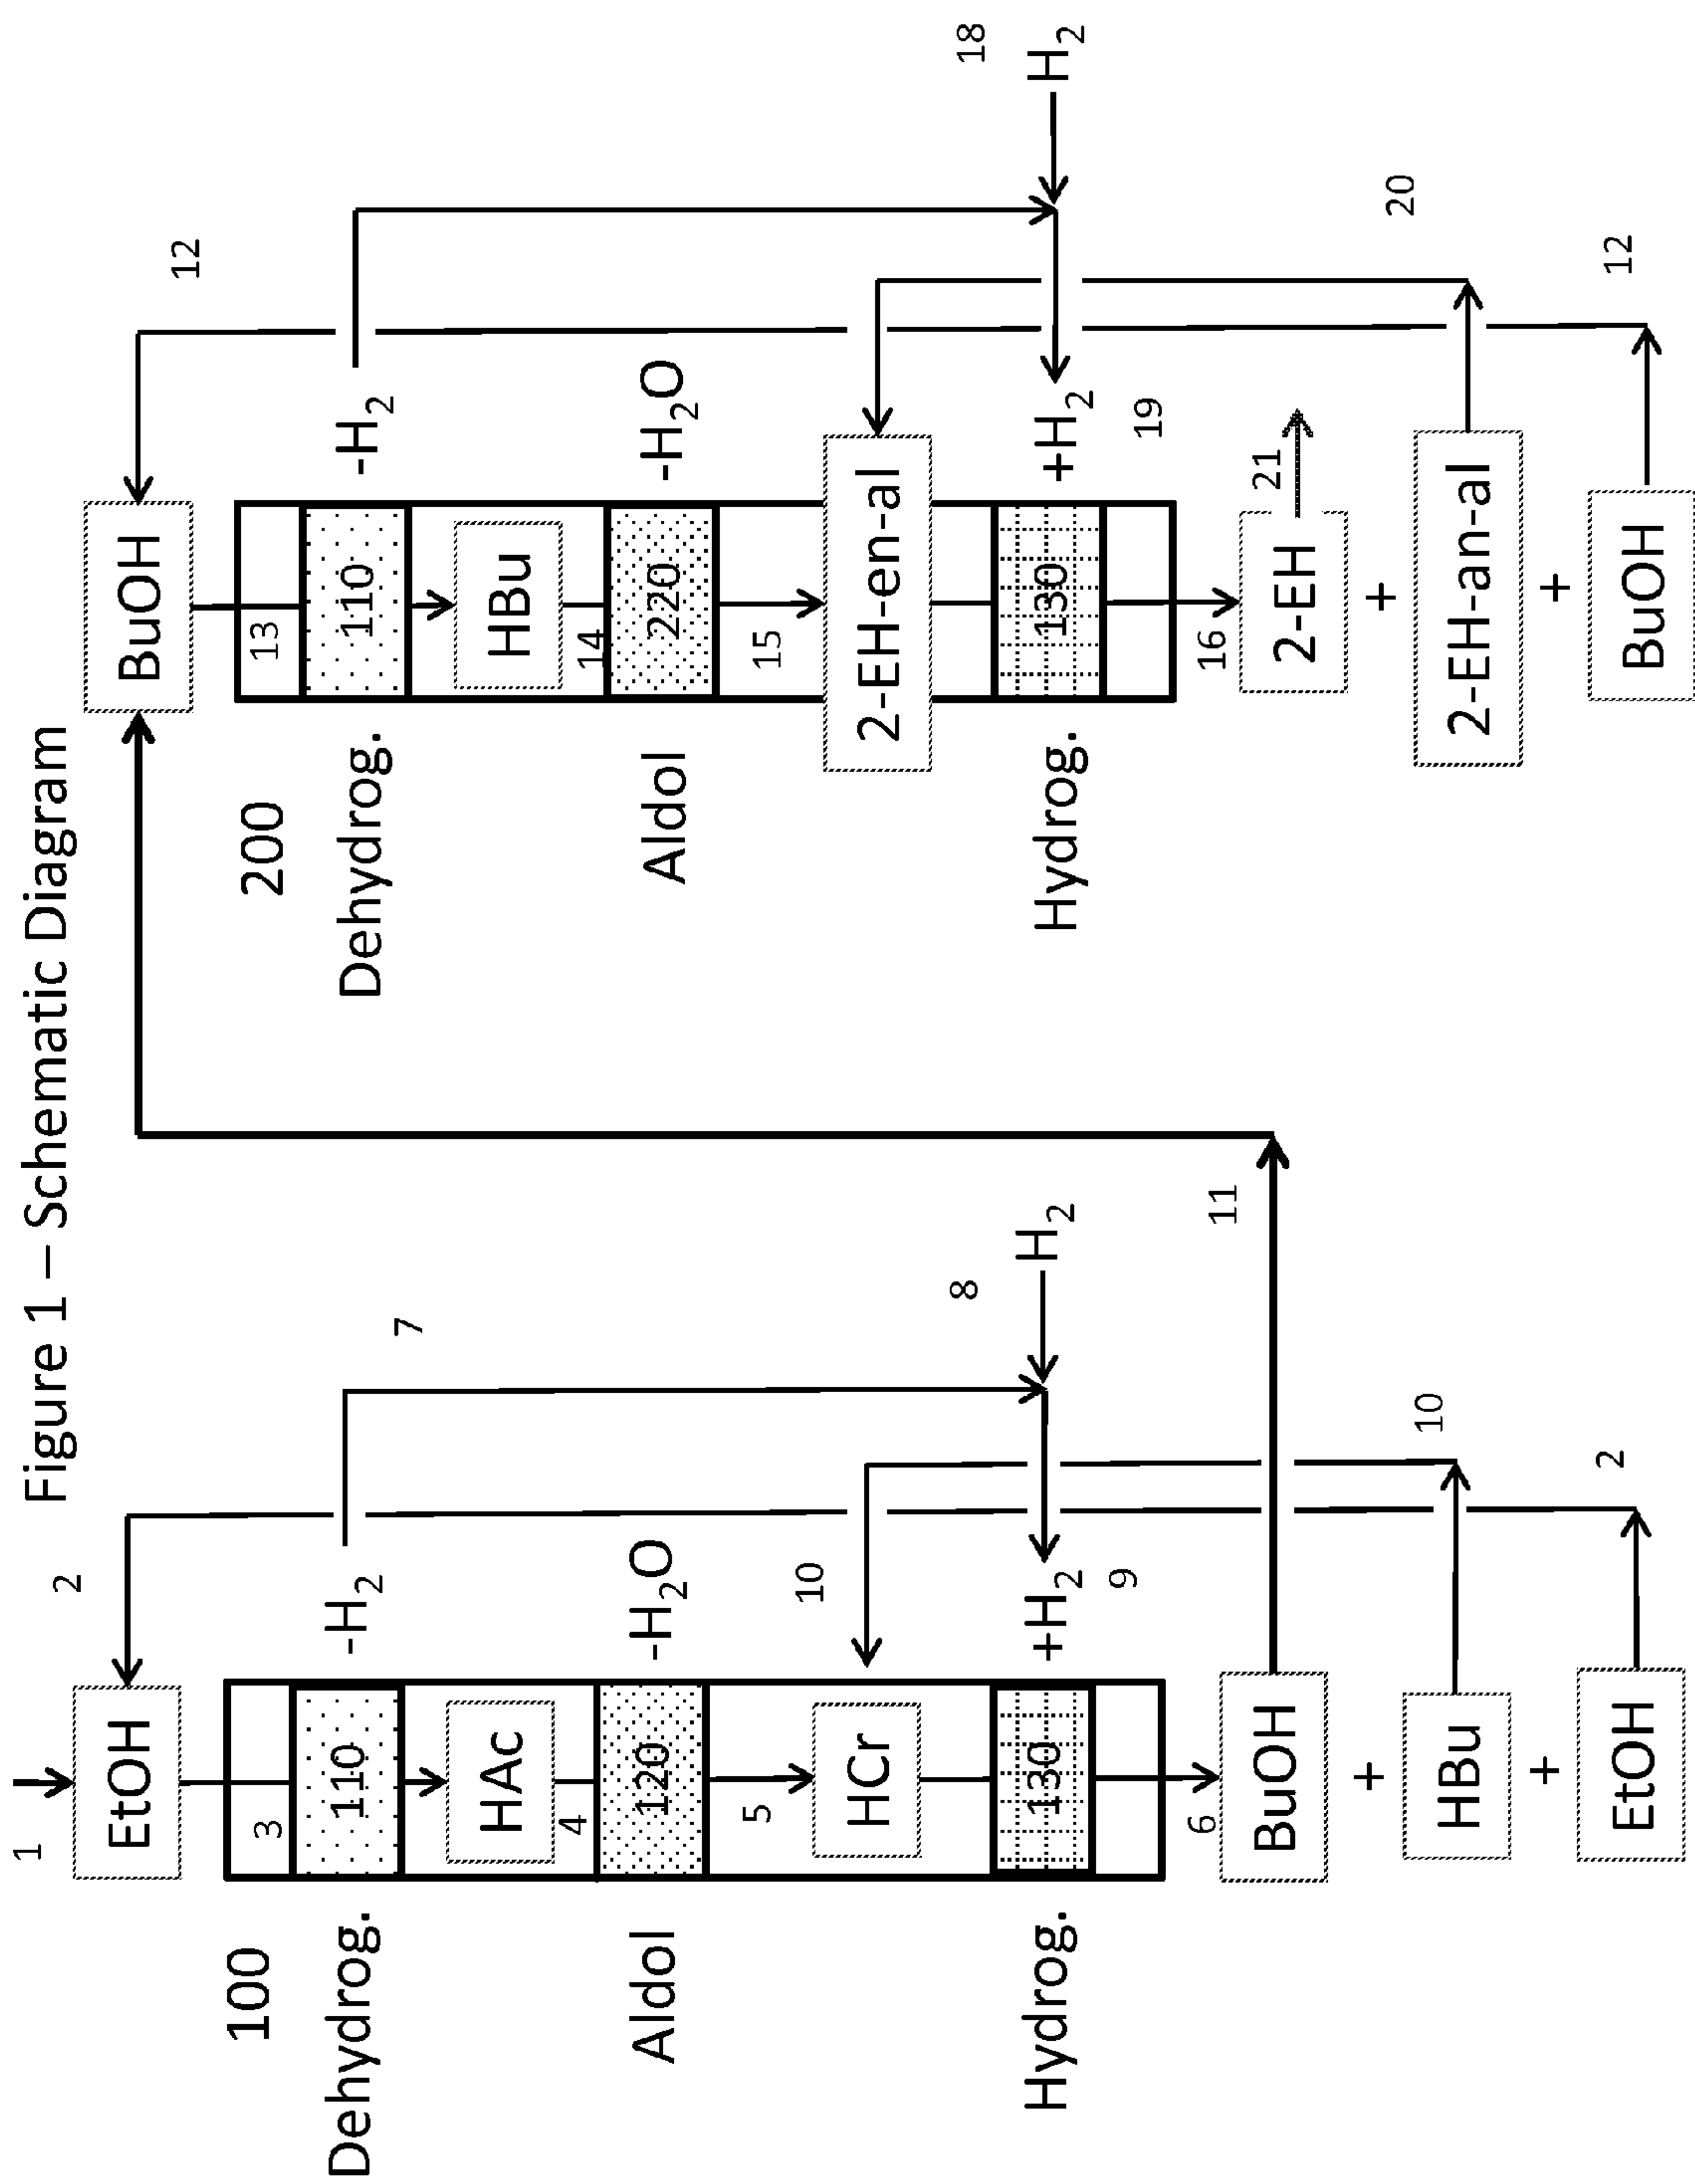 Figure 1 – Schematic Diagram
1
2
EtOH
100
3
Dehydrog.
110
-H2
7
HAc
4
Aldol
120
-H2O
5
10
HCr
8
H2
Hydrog.
130
+H2
9
6
11
BuOH
+
HBu
10
+
EtOH
2
12
BuOH
200
13
Dehydrog.
110
-H2
HBu
14
Aldol
220
-H2O
15
2-EH-en-al
18
H2
Hydrog.
130
+H2
19
16
21
2-EH
+
20
2-EH-an-al
+
BuOH
12